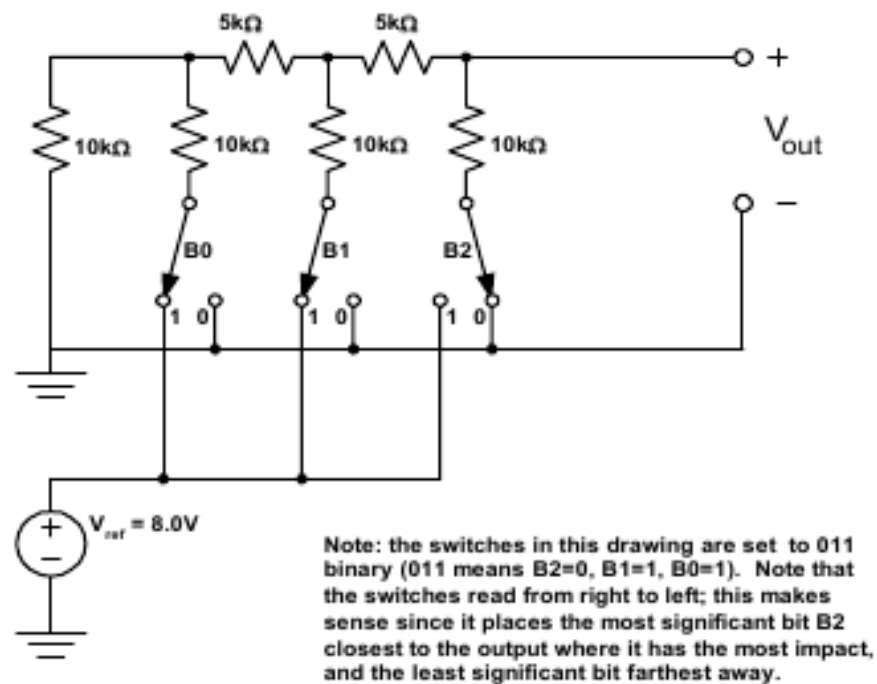 5kΩ 5kΩ
+
10kΩ 10kΩ 10kΩ 10kΩ
Vout
−
B0 B1 B2
1 0 1 0 1 0
+
Vref = 8.0V
−
Note: the switches in this drawing are set to 011
binary (011 means B2=0, B1=1, B0=1). Note that
the switches read from right to left; this makes
sense since it places the most significant bit B2
closest to the output where it has the most impact,
and the least significant bit farthest away.